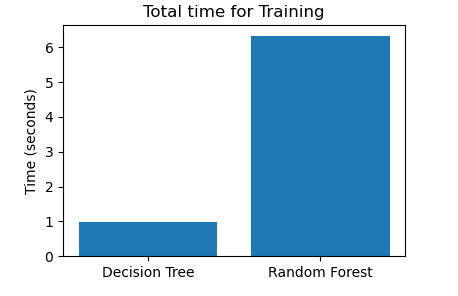 Total time for Training
Time (seconds)
6
5
4
3
2
1
0
Decision Tree
Random Forest